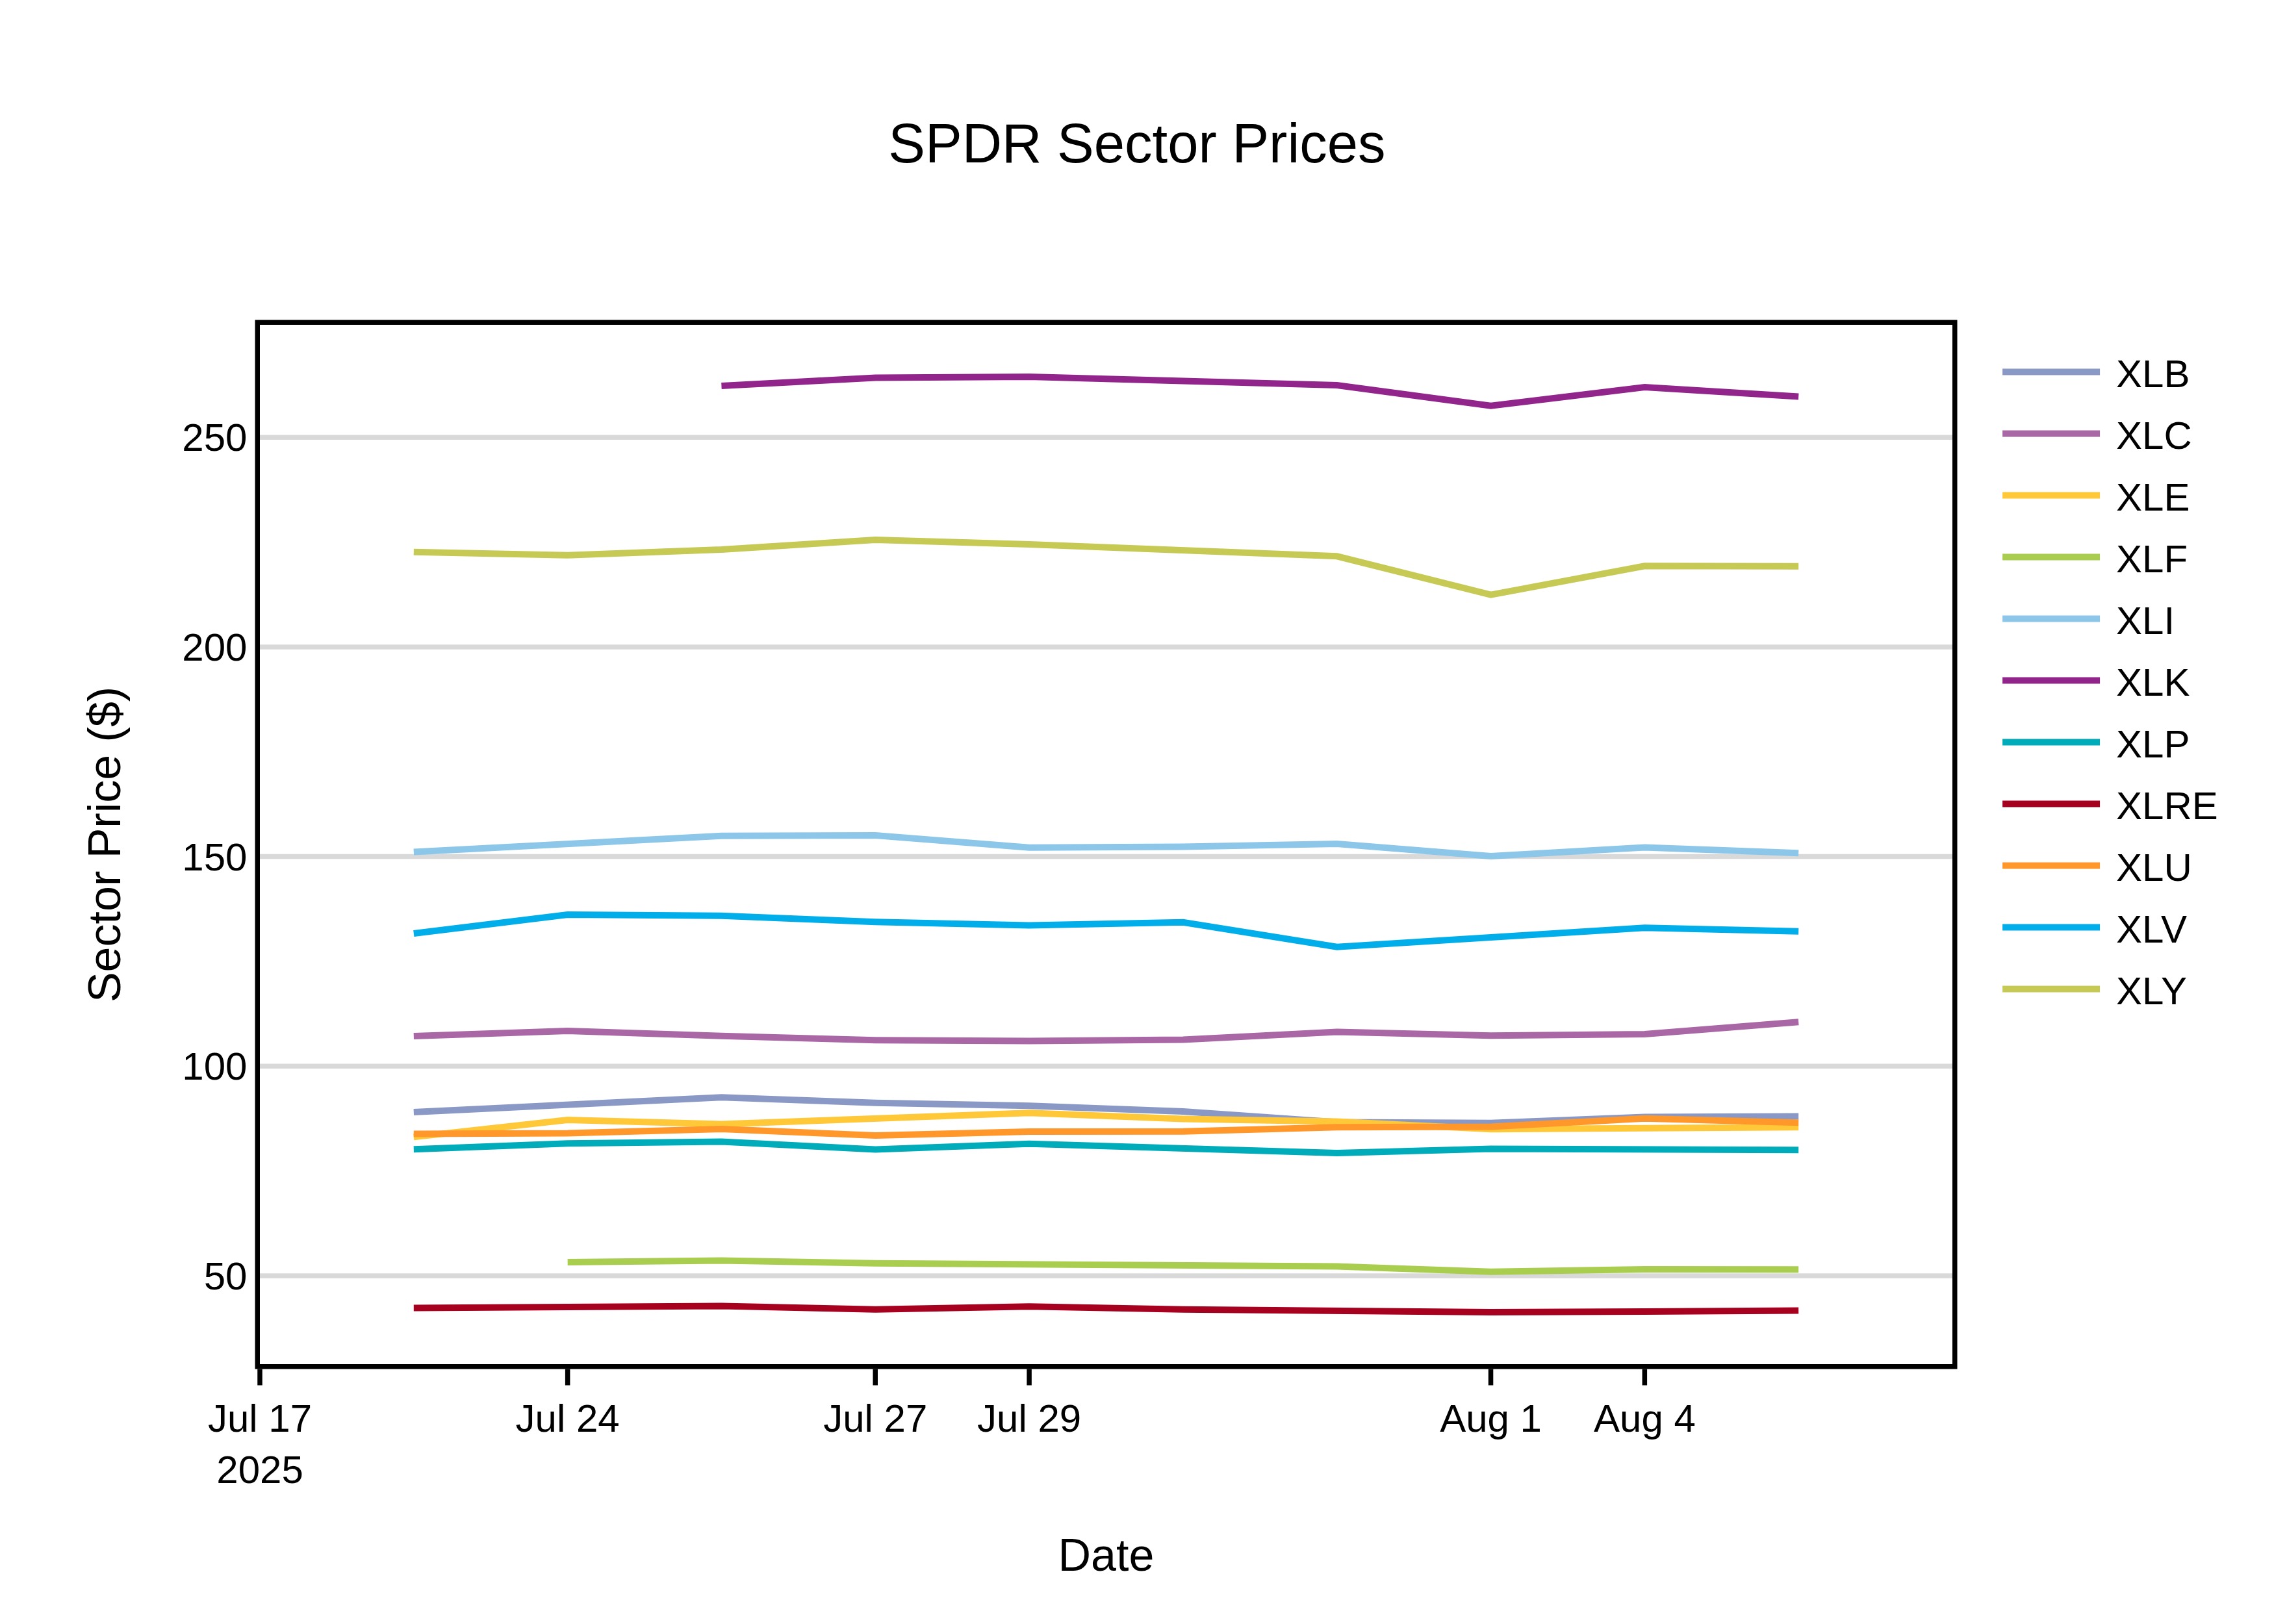 SPDR Sector Prices
Sector Price ($)
250
200
150
100
50
Jul 17
2025
Jul 24
Jul 27
Jul 29
Aug 1
Aug 4
Date
XLB
XLC
XLE
XLF
XLI
XLK
XLP
XLRE
XLU
XLV
XLY